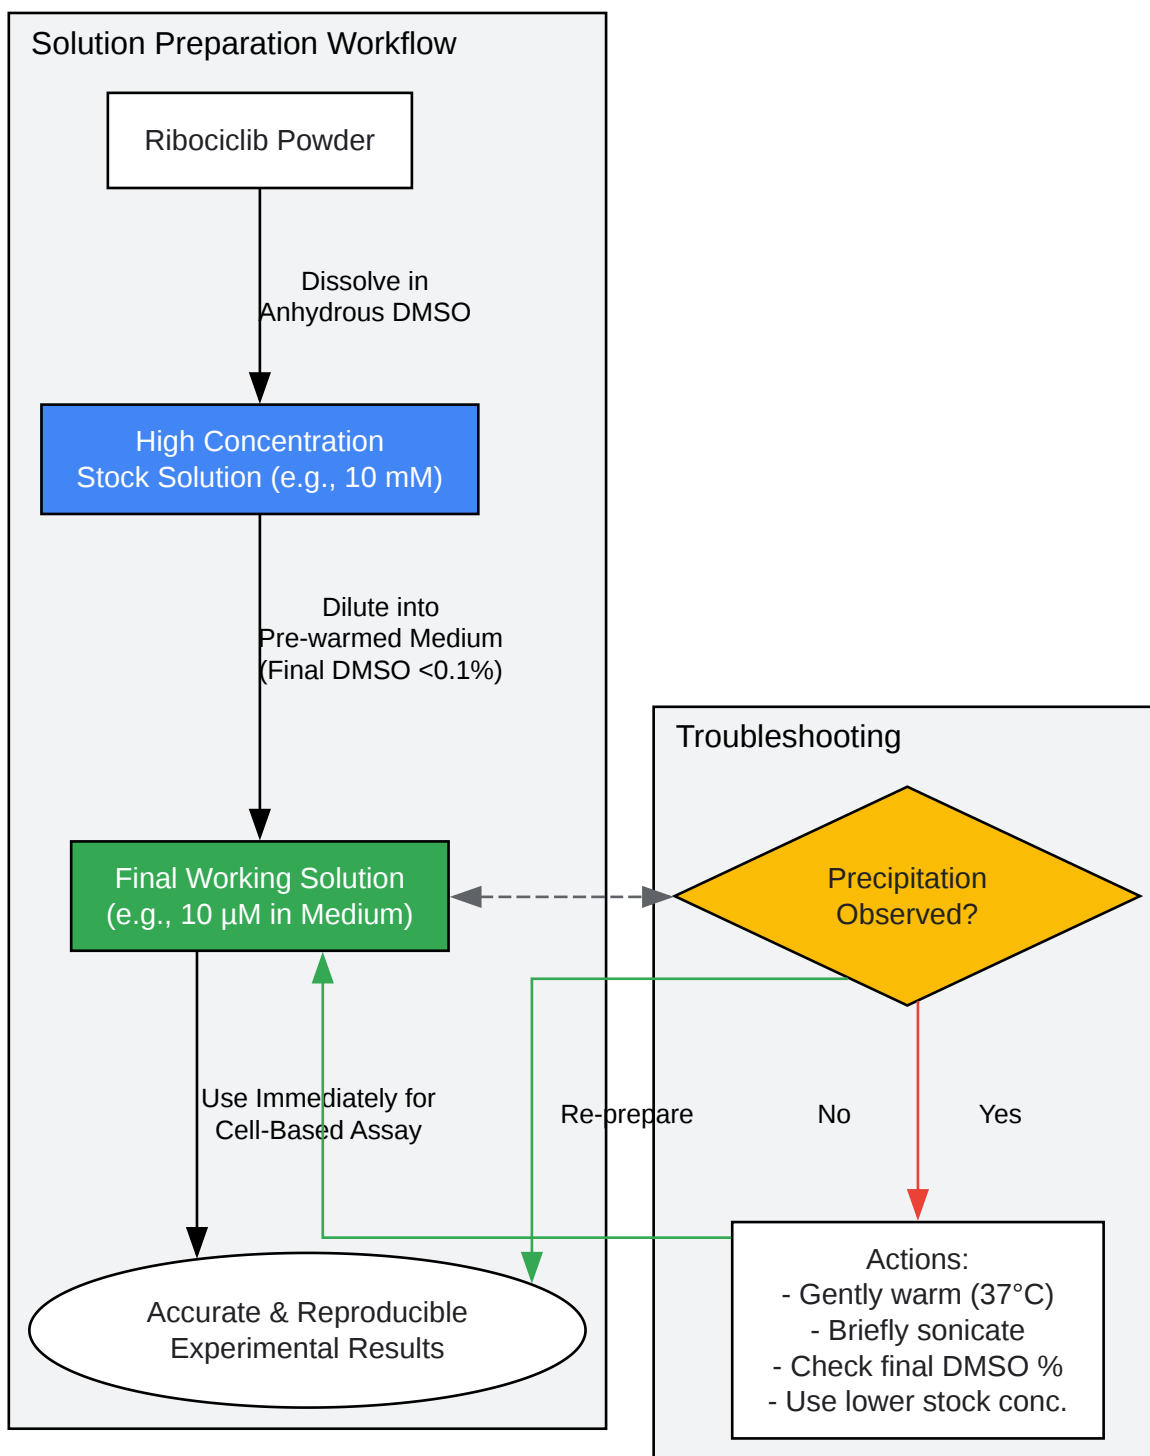 Solution Preparation Workflow
Ribociclib Powder
Dissolve in
Anhydrous DMSO
High Concentration
Stock Solution (e.g., 10 mM)
Dilute into
Pre-warmed Medium
(Final DMSO <0.1%)
Final Working Solution
(e.g., 10 µM in Medium)
Use Immediately for
Cell-Based Assay
Accurate & Reproducible
Experimental Results
Troubleshooting
Precipitation
Observed?
Re-prepare
No
Yes
Actions:
- Gently warm (37°C)
- Briefly sonicate
- Check final DMSO %
- Use lower stock conc.